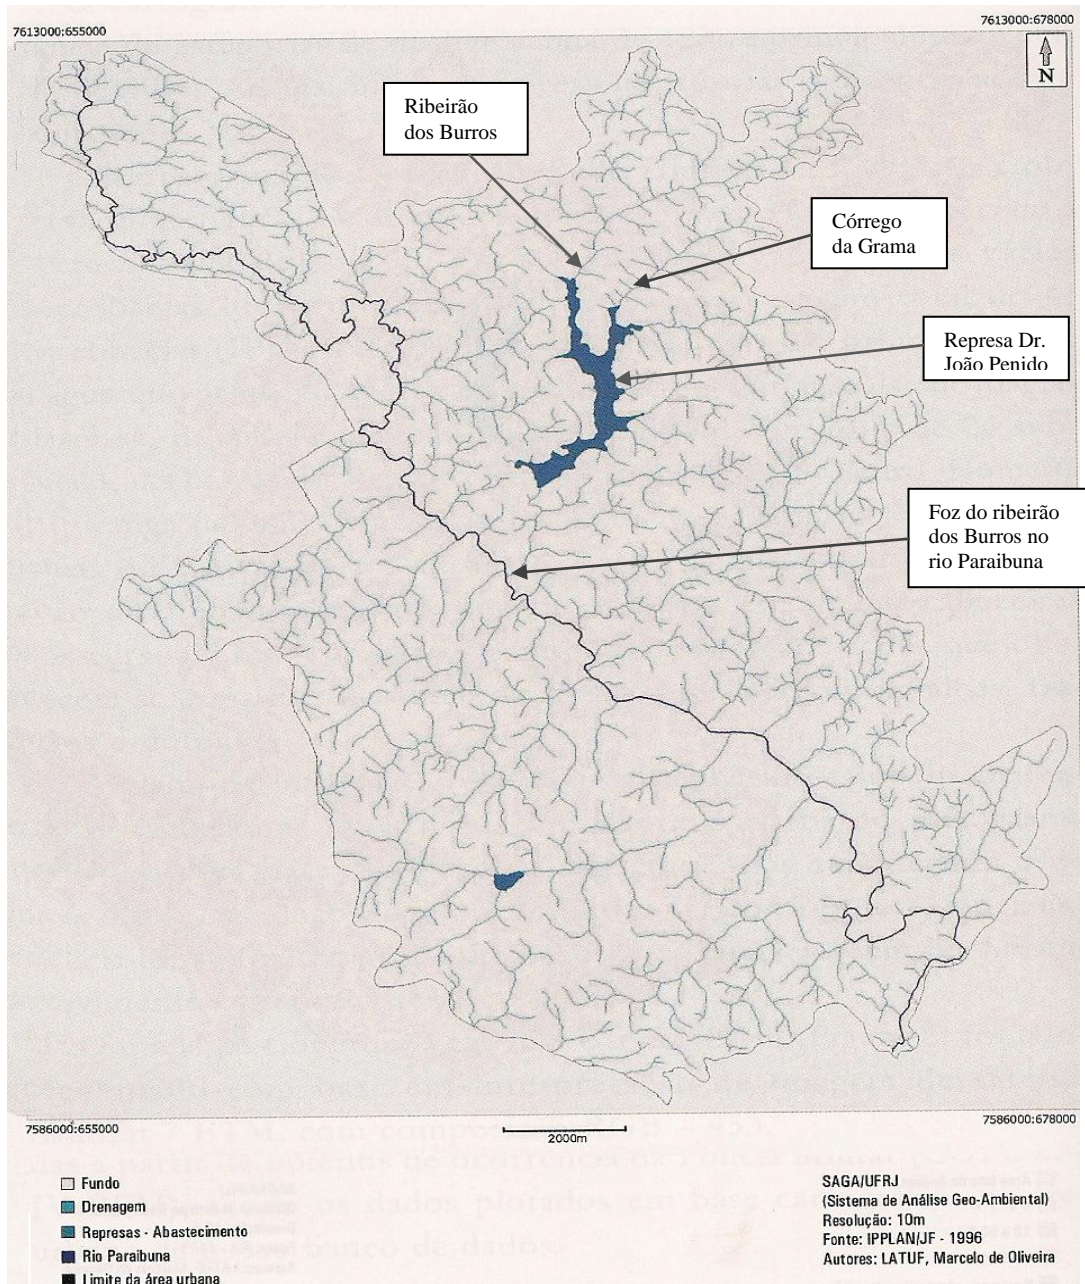 7613000:655000
7613000:678000
N
Ribeirão
dos Burros
Córrego
da Grama
Represa Dr.
João Penido
Foz do ribeirão
dos Burros no
rio Paraibuna
7586000:655000
2000m
7586000:678000
Fundo
Drenagem
Represas - Abastecimento
Rio Paraibuna
Limite da área urbana
SAGA/UFRJ
(Sistema de Análise Geo-Ambiental)
Resolução: 10m
Fonte: IPPLAN/JF - 1996
Autores: LATUF, Marcelo de Oliveira